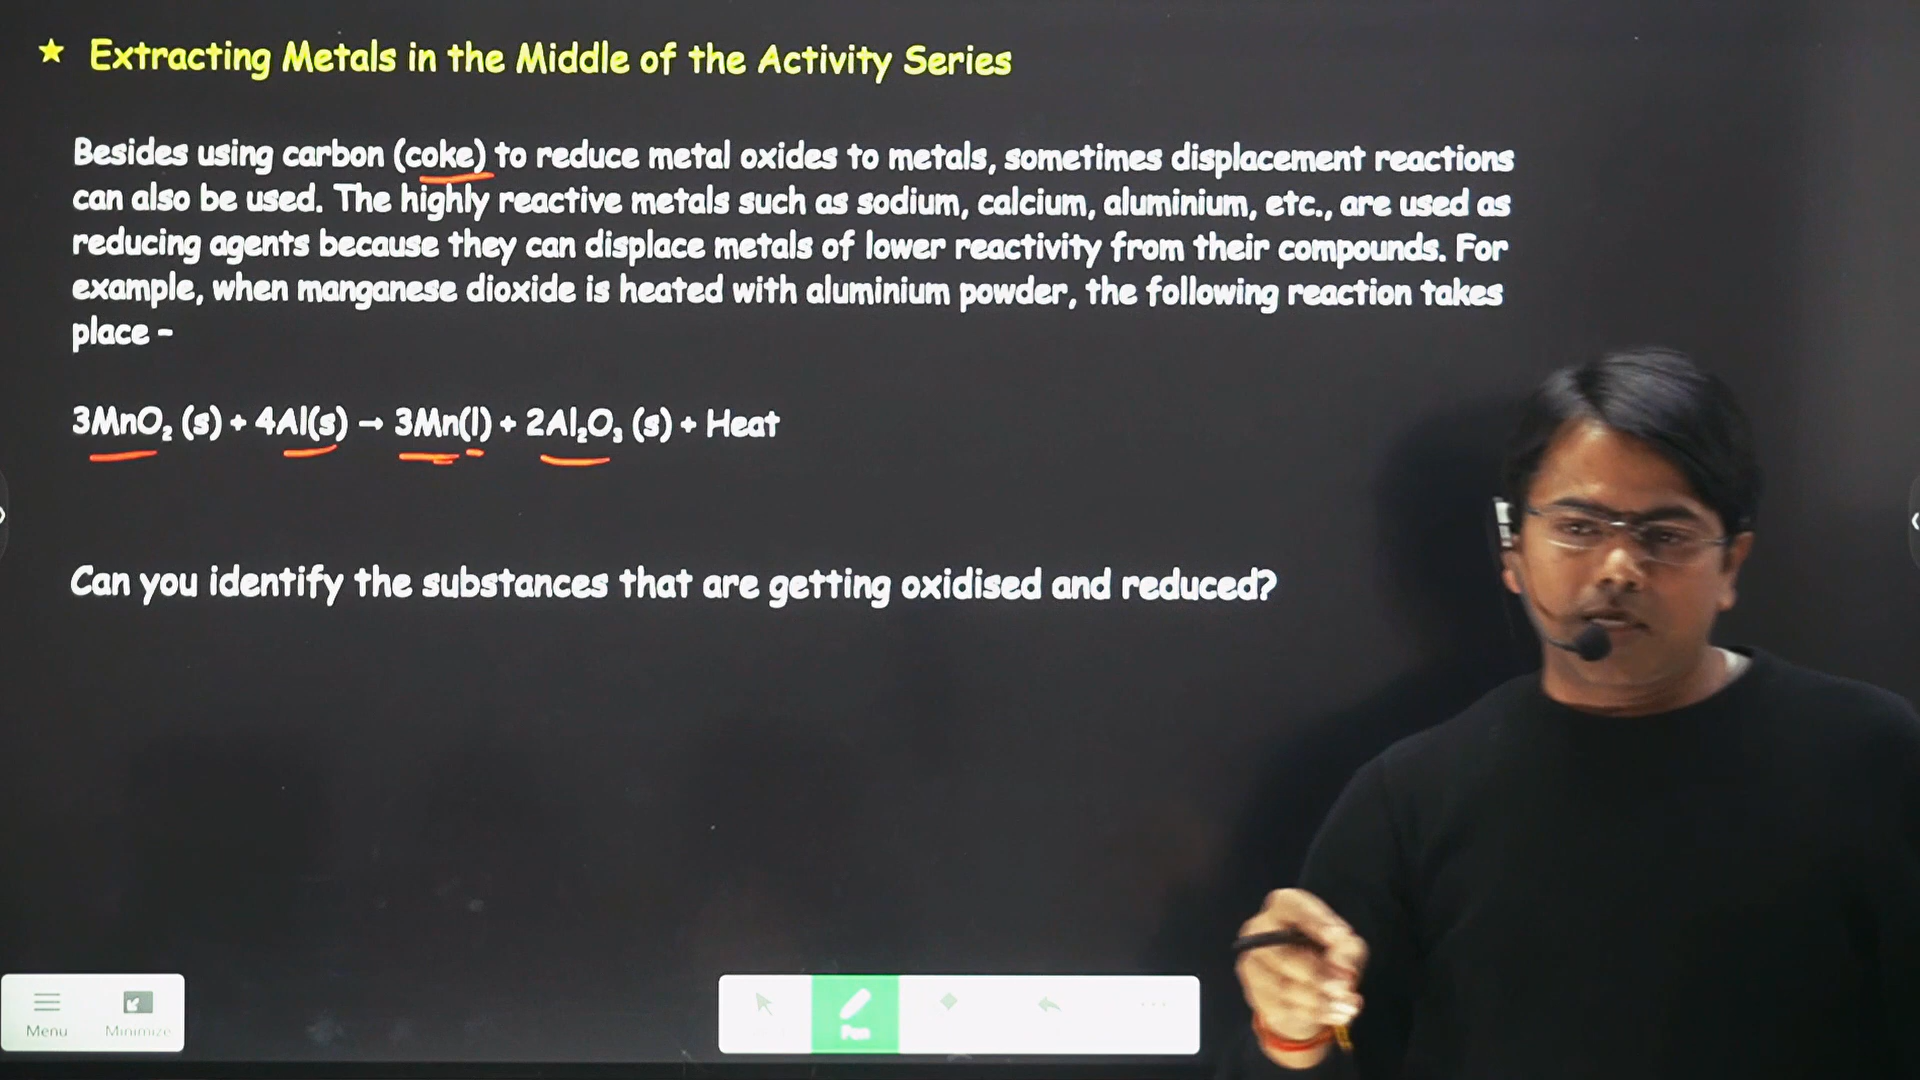 ★ Extracting Metals in the Middle of the Activity Series
Besides using carbon (coke) to reduce metal oxides to metals, sometimes displacement reactions
can also be used. The highly reactive metals such as sodium, calcium, aluminium, etc., are used as
reducing agents because they can displace metals of lower reactivity from their compounds. For
example, when manganese dioxide is heated with aluminium powder, the following reaction takes
place -
3MnO₂ (s) + 4Al(s) → 3Mn(l) + 2Al₂O₃ (s) + Heat
Can you identify the substances that are getting oxidised and reduced?
Menu Minimize
Pen